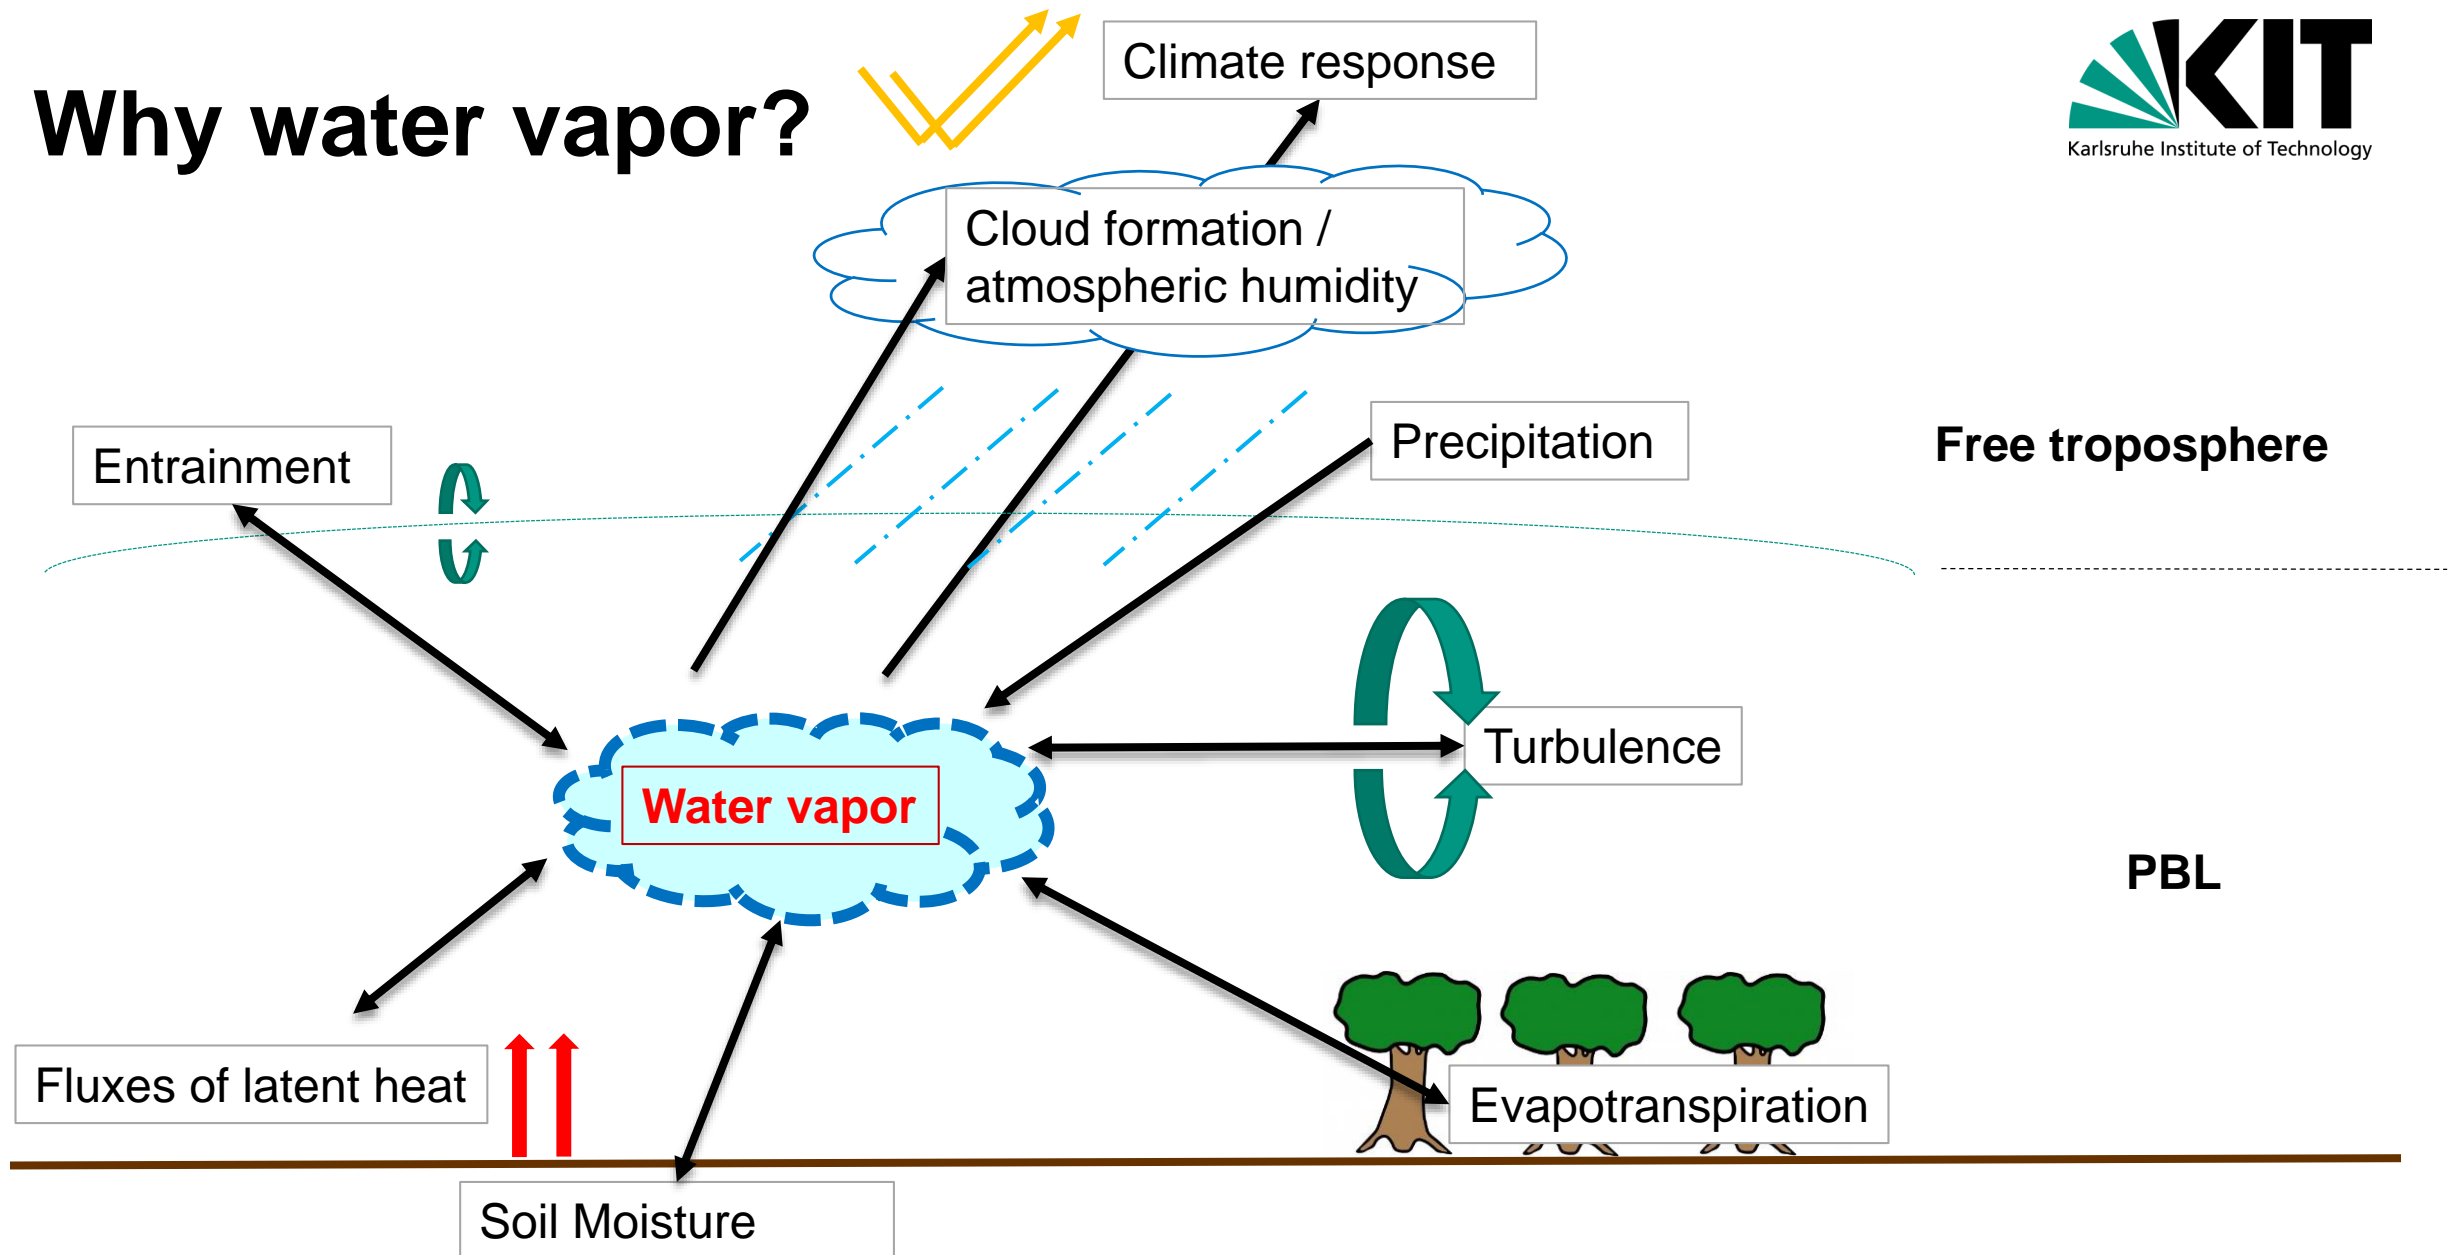 Why water vapor?
Climate response
KIT
Karlsruhe Institute of Technology
Cloud formation /
atmospheric humidity
Entrainment
Precipitation
Free troposphere
Turbulence
Water vapor
PBL
Fluxes of latent heat
Evapotranspiration
Soil Moisture